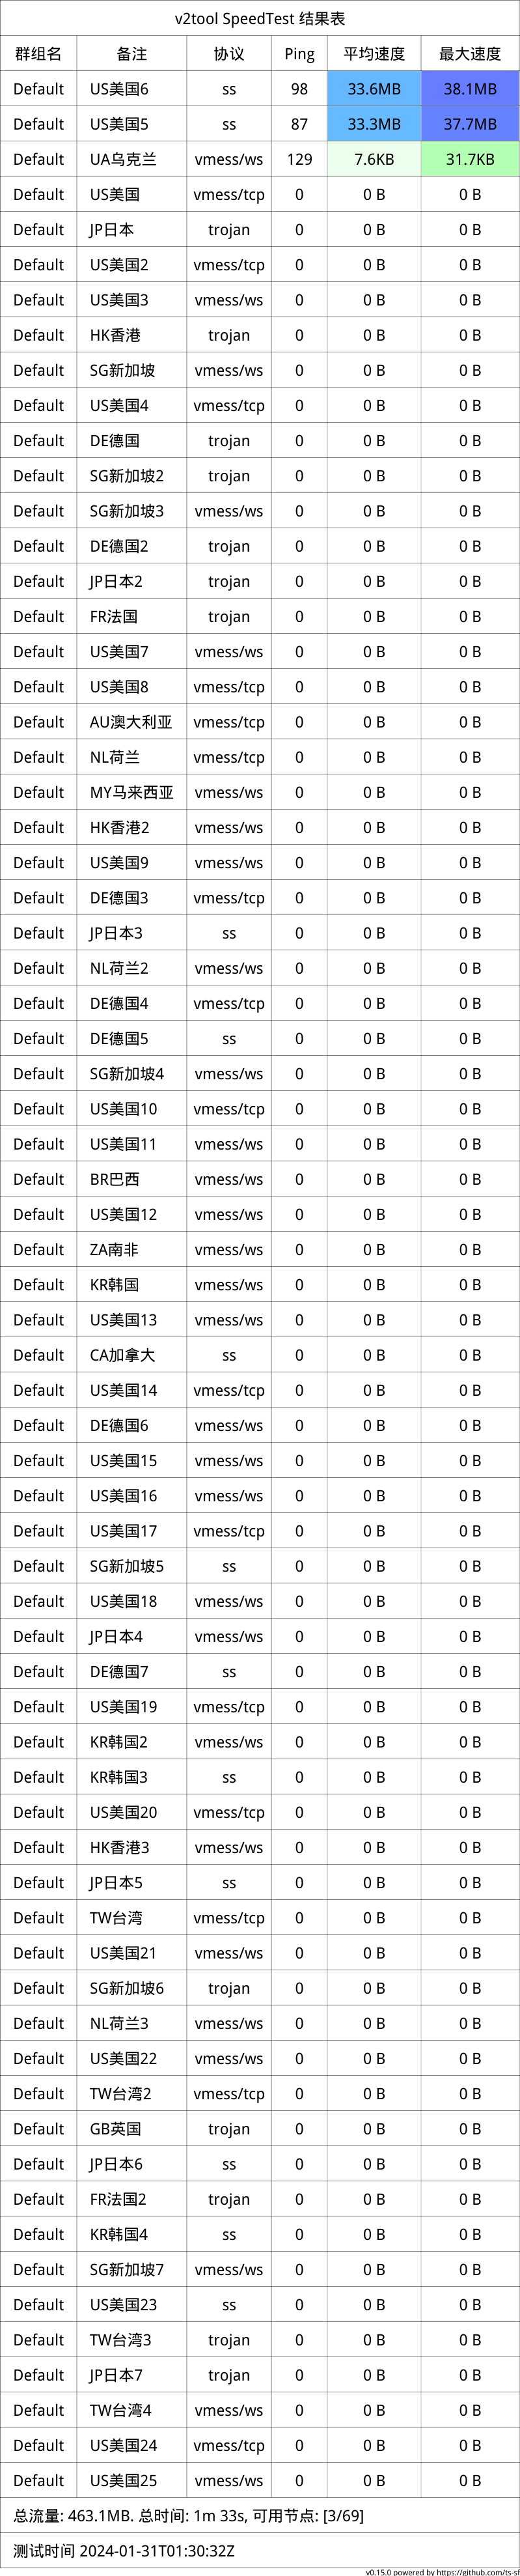 v2tool SpeedTest 结果表
群组名 备注 协议 Ping 平均速度 最大速度
Default US美国6 ss 98 33.6MB 38.1MB
Default US美国5 ss 87 33.3MB 37.7MB
Default UA乌克兰 vmess/ws 129 7.6KB 31.7KB
Default US美国 vmess/tcp 0 0 B 0 B
Default JP日本 trojan 0 0 B 0 B
Default US美国2 vmess/tcp 0 0 B 0 B
Default US美国3 vmess/ws 0 0 B 0 B
Default HK香港 trojan 0 0 B 0 B
Default SG新加坡 vmess/ws 0 0 B 0 B
Default US美国4 vmess/tcp 0 0 B 0 B
Default DE德国 trojan 0 0 B 0 B
Default SG新加坡2 trojan 0 0 B 0 B
Default SG新加坡3 vmess/ws 0 0 B 0 B
Default DE德国2 trojan 0 0 B 0 B
Default JP日本2 trojan 0 0 B 0 B
Default FR法国 trojan 0 0 B 0 B
Default US美国7 vmess/ws 0 0 B 0 B
Default US美国8 vmess/tcp 0 0 B 0 B
Default AU澳大利亚 vmess/tcp 0 0 B 0 B
Default NL荷兰 vmess/tcp 0 0 B 0 B
Default MY马来西亚 vmess/ws 0 0 B 0 B
Default HK香港2 vmess/ws 0 0 B 0 B
Default US美国9 vmess/ws 0 0 B 0 B
Default DE德国3 vmess/tcp 0 0 B 0 B
Default JP日本3 ss 0 0 B 0 B
Default NL荷兰2 vmess/ws 0 0 B 0 B
Default DE德国4 vmess/tcp 0 0 B 0 B
Default DE德国5 ss 0 0 B 0 B
Default SG新加坡4 vmess/ws 0 0 B 0 B
Default US美国10 vmess/tcp 0 0 B 0 B
Default US美国11 vmess/ws 0 0 B 0 B
Default BR巴西 vmess/ws 0 0 B 0 B
Default US美国12 vmess/ws 0 0 B 0 B
Default ZA南非 vmess/ws 0 0 B 0 B
Default KR韩国 vmess/ws 0 0 B 0 B
Default US美国13 vmess/ws 0 0 B 0 B
Default CA加拿大 ss 0 0 B 0 B
Default US美国14 vmess/tcp 0 0 B 0 B
Default DE德国6 vmess/ws 0 0 B 0 B
Default US美国15 vmess/ws 0 0 B 0 B
Default US美国16 vmess/ws 0 0 B 0 B
Default US美国17 vmess/tcp 0 0 B 0 B
Default SG新加坡5 ss 0 0 B 0 B
Default US美国18 vmess/ws 0 0 B 0 B
Default JP日本4 vmess/ws 0 0 B 0 B
Default DE德国7 ss 0 0 B 0 B
Default US美国19 vmess/tcp 0 0 B 0 B
Default KR韩国2 vmess/ws 0 0 B 0 B
Default KR韩国3 ss 0 0 B 0 B
Default US美国20 vmess/tcp 0 0 B 0 B
Default HK香港3 vmess/ws 0 0 B 0 B
Default JP日本5 ss 0 0 B 0 B
Default TW台湾 vmess/tcp 0 0 B 0 B
Default US美国21 vmess/ws 0 0 B 0 B
Default SG新加坡6 trojan 0 0 B 0 B
Default NL荷兰3 vmess/ws 0 0 B 0 B
Default US美国22 vmess/ws 0 0 B 0 B
Default TW台湾2 vmess/tcp 0 0 B 0 B
Default GB英国 trojan 0 0 B 0 B
Default JP日本6 ss 0 0 B 0 B
Default FR法国2 trojan 0 0 B 0 B
Default KR韩国4 ss 0 0 B 0 B
Default SG新加坡7 vmess/ws 0 0 B 0 B
Default US美国23 ss 0 0 B 0 B
Default TW台湾3 trojan 0 0 B 0 B
Default JP日本7 trojan 0 0 B 0 B
Default TW台湾4 vmess/ws 0 0 B 0 B
Default US美国24 vmess/tcp 0 0 B 0 B
Default US美国25 vmess/ws 0 0 B 0 B
总流量: 463.1MB. 总时间: 1m 33s, 可用节点: [3/69]
测试时间 2024-01-31T01:30:32Z
v0.15.0 powered by https://github.com/ts-sf